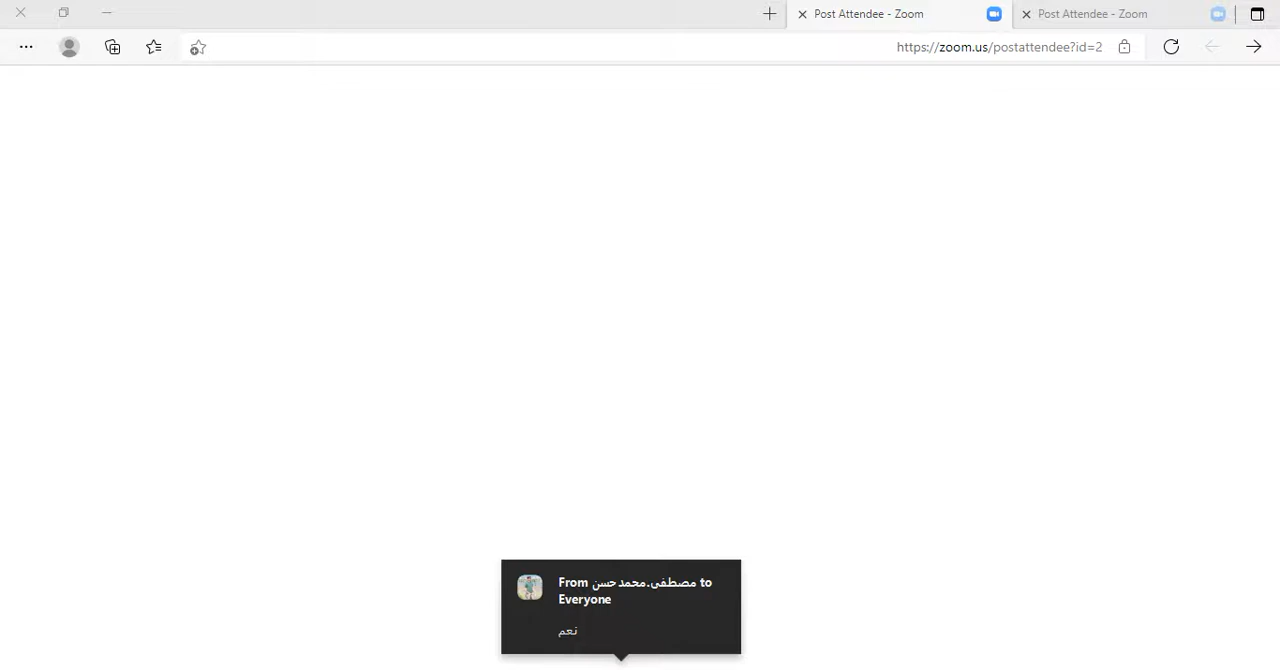 Post Attendee - Zoom
Post Attendee - Zoom
https://zoom.us/postattendee?id=2
From مصطفى.محمد حسن to
Everyone
نعم